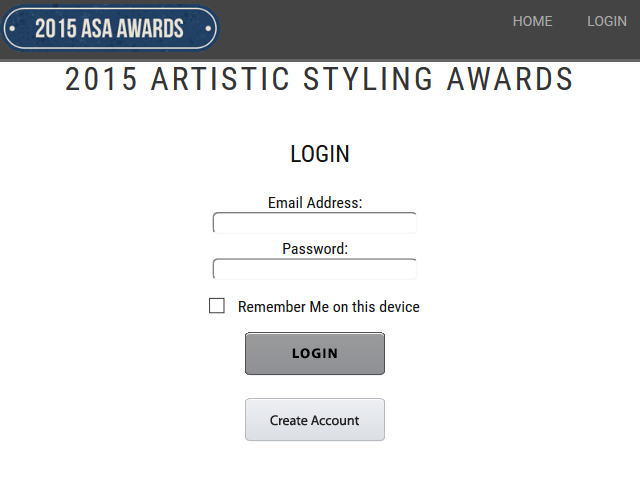 2015 ASA AWARDS
HOME LOGIN
2015 ARTISTIC STYLING AWARDS
LOGIN
Email Address:
Password:
Remember Me on this device
LOGIN
Create Account